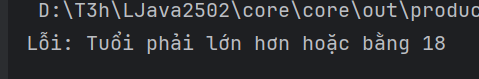 D:\T3h\LJava2502\core\core\out\produc
Lỗi: Tuổi phải lớn hơn hoặc bằng 18